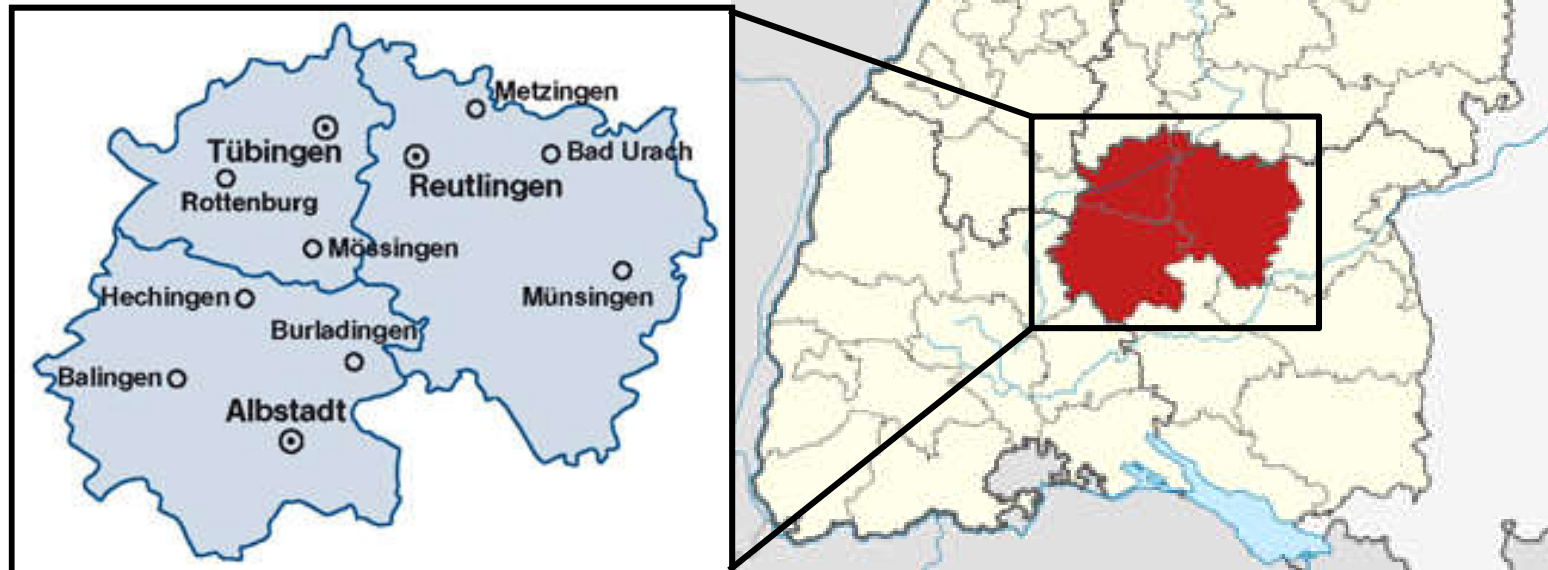 Metzingen
Tübingen
Bad Urach
Reutlingen
Rottenburg
Mössingen
Münsingen
Hechingen
Burladingen
Balingen
Albstadt